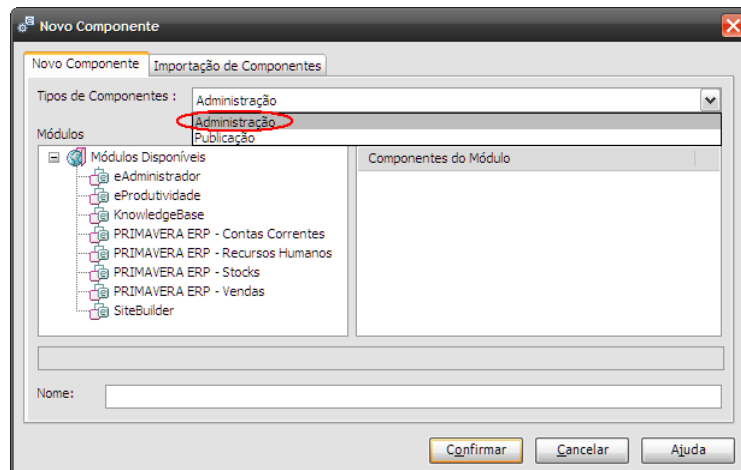 Novo Componente
Novo Componente Importação de Componentes
Tipos de Componentes : Administração
Administração
Publicação
Módulos
Módulos Disponíveis
eAdministrador
eProdutividade
KnowledgeBase
PRIMAVERA ERP - Contas Correntes
PRIMAVERA ERP - Recursos Humanos
PRIMAVERA ERP - Stocks
PRIMAVERA ERP - Vendas
SiteBuilder
Componentes do Módulo
Nome:
Confirmar Cancelar Ajuda